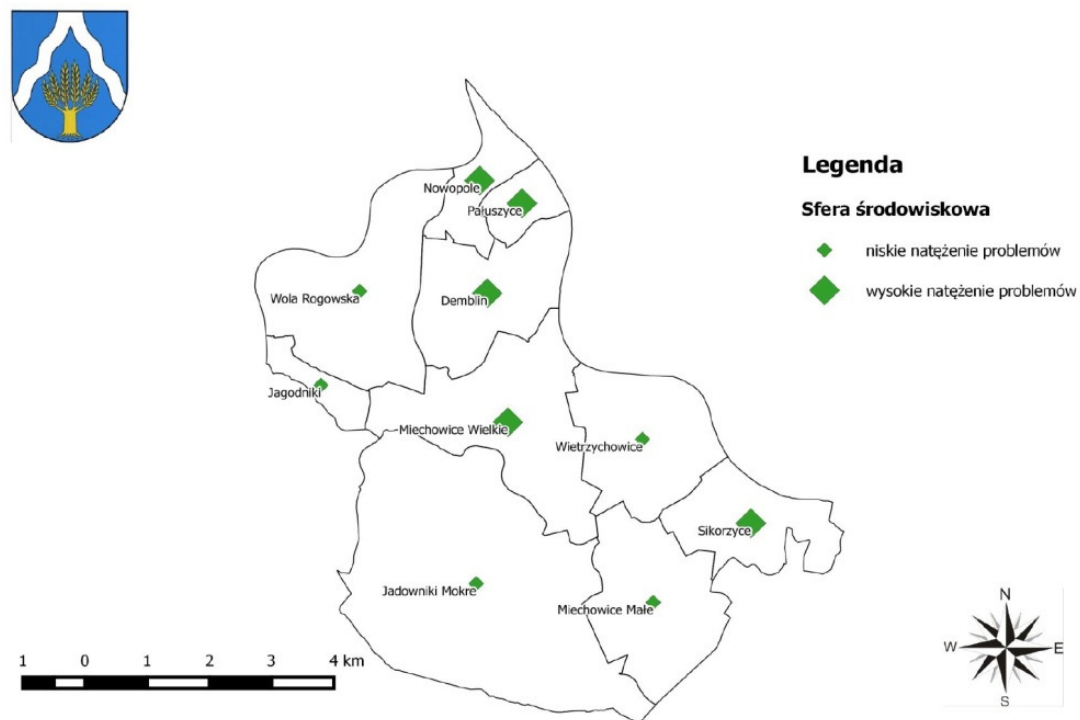 Legenda
Sfera środowiskowa
niskie natężenie problemów
wysokie natężenie problemów
Nowopole
Pałuszyce
Wola Rogowska
Demblin
Jagodniki
Miechowice Wielkie
Wietrzychowice
Sikorzyce
Jadowniki Mokre
Miechowice Małe
1 0 1 2 3 4 km
N
W E
S